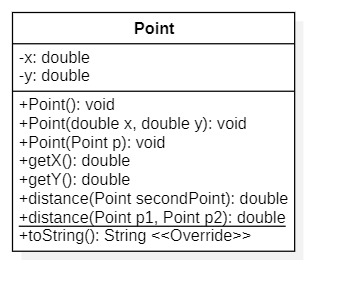 Point
-x: double
-y: double
+Point(): void
+Point(double x, double y): void
+Point(Point p): void
+getX(): double
+getY(): double
+distance(Point secondPoint): double
+distance(Point p1, Point p2): double
+toString(): String <<Override>>